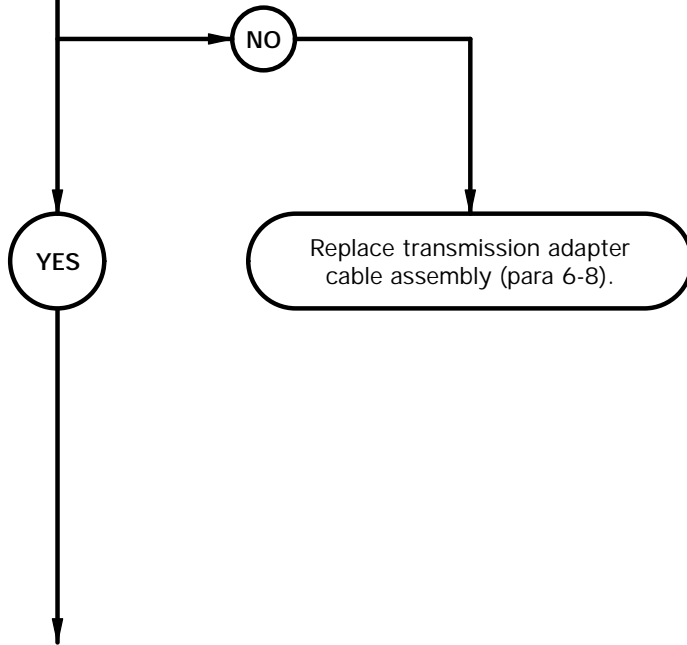 NO
YES
Replace transmission adapter
cable assembly (para 6-8).